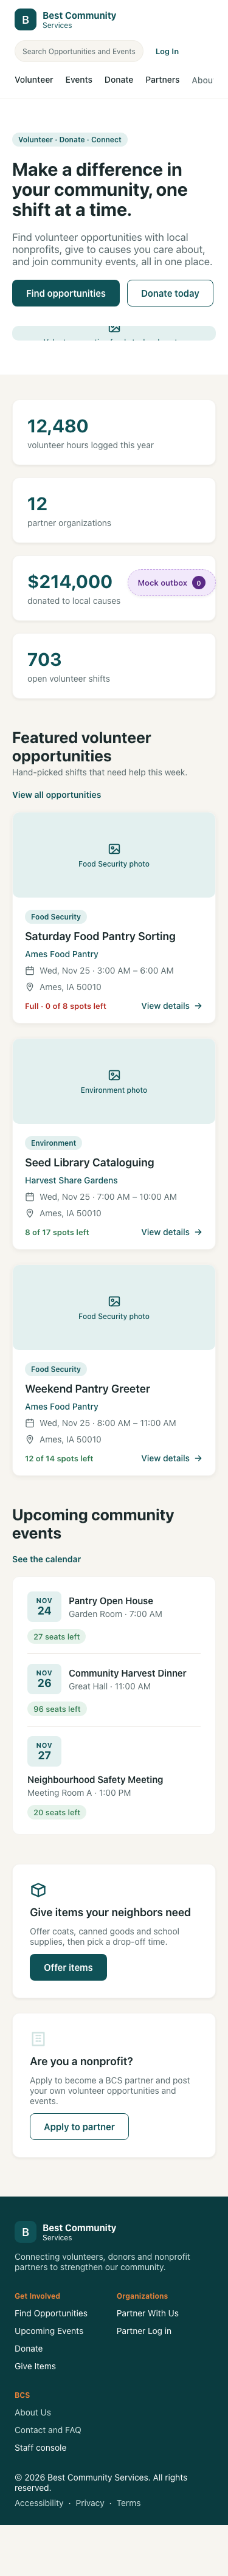 B
Best Community
Services
Search Opportunities and Events
Log In
Volunteer Events Donate Partners Abou
Volunteer · Donate · Connect
Make a difference in
your community, one
shift at a time.
Find volunteer opportunities with local
nonprofits, give to causes you care about,
and join community events, all in one place.
Find opportunities
Donate today
12,480
volunteer hours logged this year
12
partner organizations
$214,000
donated to local causes
Mock outbox 0
703
open volunteer shifts
Featured volunteer
opportunities
Hand-picked shifts that need help this week.
View all opportunities
Food Security photo
Food Security
Saturday Food Pantry Sorting
Ames Food Pantry
Wed, Nov 25 · 3:00 AM – 6:00 AM
Ames, IA 50010
Full · 0 of 8 spots left
View details →
Environment photo
Environment
Seed Library Cataloguing
Harvest Share Gardens
Wed, Nov 25 · 7:00 AM – 10:00 AM
Ames, IA 50010
8 of 17 spots left
View details →
Food Security photo
Food Security
Weekend Pantry Greeter
Ames Food Pantry
Wed, Nov 25 · 8:00 AM – 11:00 AM
Ames, IA 50010
12 of 14 spots left
View details →
Upcoming community
events
See the calendar
NOV
24
Pantry Open House
Garden Room · 7:00 AM
27 seats left
NOV
26
Community Harvest Dinner
Great Hall · 11:00 AM
96 seats left
NOV
27
Neighbourhood Safety Meeting
Meeting Room A · 1:00 PM
20 seats left
Give items your neighbors need
Offer coats, canned goods and school
supplies, then pick a drop-off time.
Offer items
Are you a nonprofit?
Apply to become a BCS partner and post
your own volunteer opportunities and
events.
Apply to partner
B
Best Community
Services
Connecting volunteers, donors and nonprofit
partners to strengthen our community.
Get Involved
Find Opportunities
Upcoming Events
Donate
Give Items
Organizations
Partner With Us
Partner Log in
BCS
About Us
Contact and FAQ
Staff console
© 2026 Best Community Services. All rights
reserved.
Accessibility · Privacy · Terms